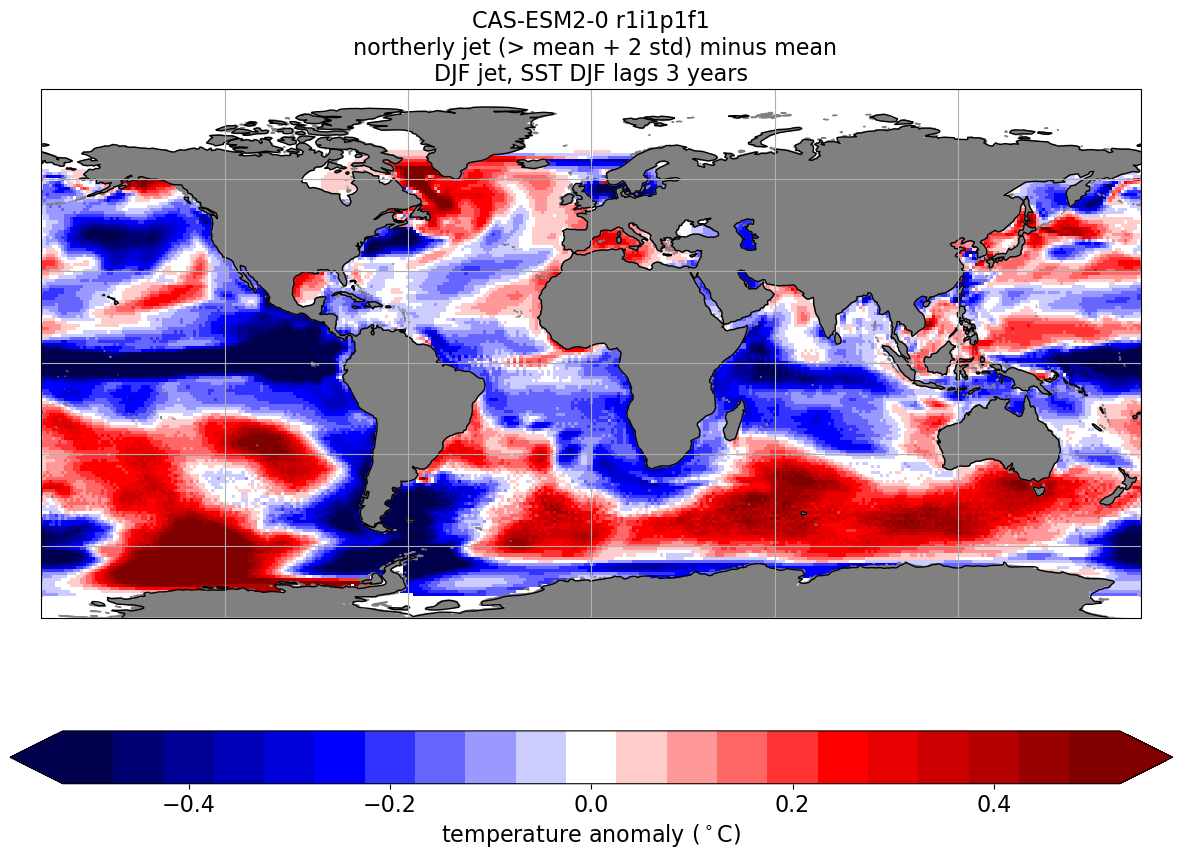 CAS-ESM2-0 r1i1p1f1
northerly jet (> mean + 2 std) minus mean
DJF jet, SST DJF lags 3 years
−0.4 −0.2 0.0 0.2 0.4
temperature anomaly (°C)